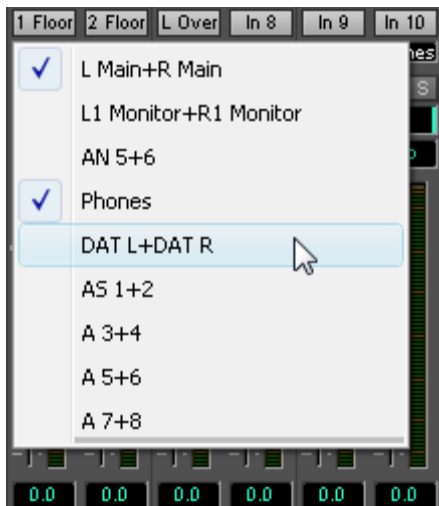 1 Floor 2 Floor L Over In 8 In 9 In 10
L Main+R Main
L1 Monitor+R1 Monitor
S
AN 5+6
Phones
DAT L+DAT R
AS 1+2
A 3+4
A 5+6
A 7+8
0.0 0.0 0.0 0.0 0.0 0.0